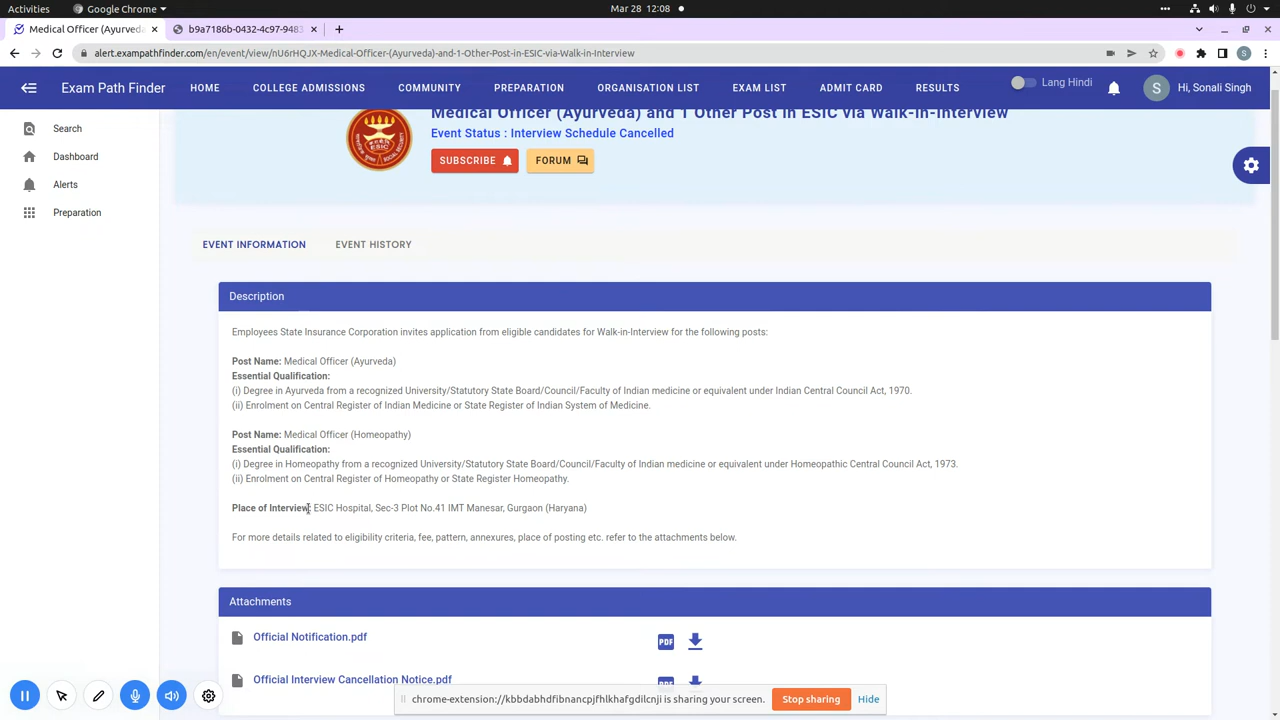 Activities
Google Chrome
Mar 28 12:08
Medical Officer (Ayurveda)
b9a7186b-0432-4c97-9483
alert.exampathfinder.com/en/event/view/nU6rHQJX-Medical-Officer-(Ayurveda)-and-1-Other-Post-in-ESIC-via-Walk-in-Interview
S
Exam Path Finder
HOME
COLLEGE ADMISSIONS
COMMUNITY
PREPARATION
ORGANISATION LIST
EXAM LIST
ADMIT CARD
RESULTS
Lang Hindi
S
Hi, Sonali Singh
Search
Dashboard
Alerts
Preparation
Medical Officer (Ayurveda) and 1 Other Post in ESIC via Walk-in-Interview
Event Status : Interview Schedule Cancelled
SUBSCRIBE
FORUM
EVENT INFORMATION
EVENT HISTORY
Description
Employees State Insurance Corporation invites application from eligible candidates for Walk-in-Interview for the following posts:
Post Name: Medical Officer (Ayurveda)
Essential Qualification:
(i) Degree in Ayurveda from a recognized University/Statutory State Board/Council/Faculty of Indian medicine or equivalent under Indian Central Council Act, 1970.
(ii) Enrolment on Central Register of Indian Medicine or State Register of Indian System of Medicine.
Post Name: Medical Officer (Homeopathy)
Essential Qualification:
(i) Degree in Homeopathy from a recognized University/Statutory State Board/Council/Faculty of Indian medicine or equivalent under Homeopathic Central Council Act, 1973.
(ii) Enrolment on Central Register of Homeopathy or State Register Homeopathy.
Place of Interview: ESIC Hospital, Sec-3 Plot No.41 IMT Manesar, Gurgaon (Haryana)
For more details related to eligibility criteria, fee, pattern, annexures, place of posting etc. refer to the attachments below.
Attachments
Official Notification.pdf
PDF
Official Interview Cancellation Notice.pdf
PDF
chrome-extension://kbbdabhdfibnancpjfhlkhafgdilcnji is sharing your screen.
Stop sharing
Hide